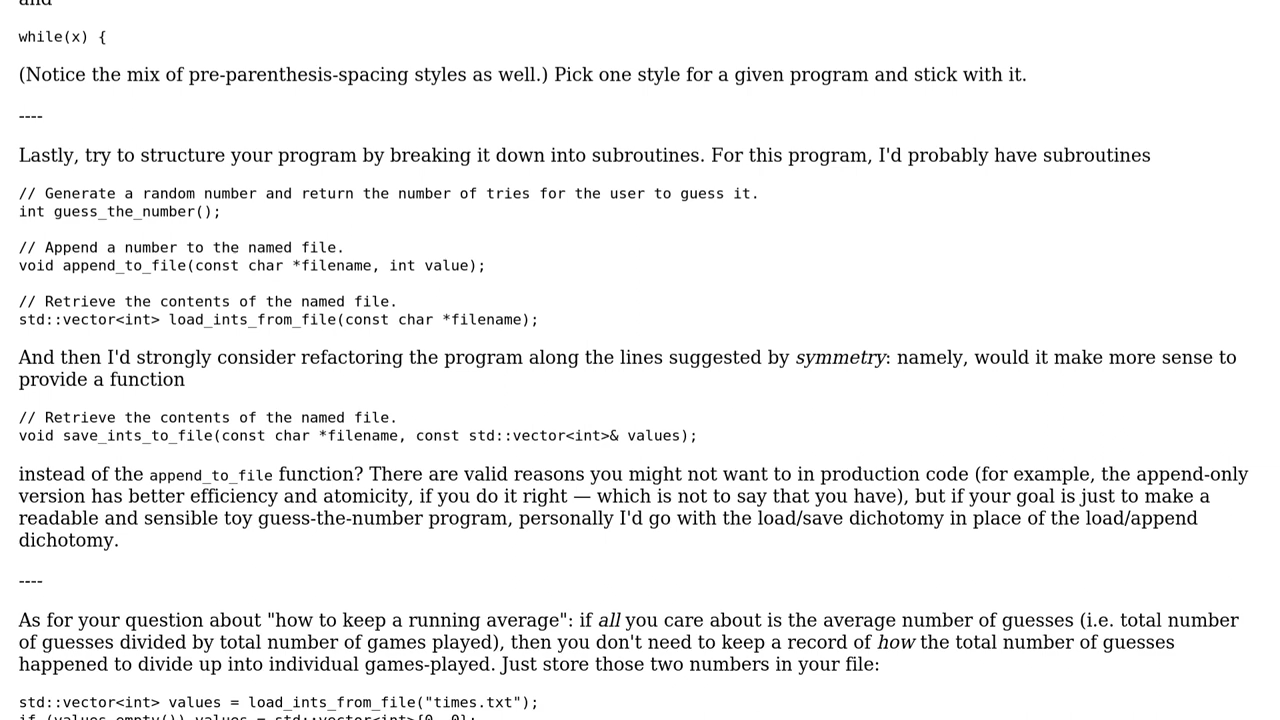 and
while(x) {
(Notice the mix of pre-parenthesis-spacing styles as well.) Pick one style for a given program and stick with it.
----
Lastly, try to structure your program by breaking it down into subroutines. For this program, I'd probably have subroutines
// Generate a random number and return the number of tries for the user to guess it.
int guess_the_number();
// Append a number to the named file.
void append_to_file(const char *filename, int value);
// Retrieve the contents of the named file.
std::vector<int> load_ints_from_file(const char *filename);
And then I'd strongly consider refactoring the program along the lines suggested by symmetry: namely, would it make more sense to
provide a function
// Retrieve the contents of the named file.
void save_ints_to_file(const char *filename, const std::vector<int>& values);
instead of the append_to_file function? There are valid reasons you might not want to in production code (for example, the append-only
version has better efficiency and atomicity, if you do it right — which is not to say that you have), but if your goal is just to make a
readable and sensible toy guess-the-number program, personally I'd go with the load/save dichotomy in place of the load/append
dichotomy.
----
As for your question about "how to keep a running average": if all you care about is the average number of guesses (i.e. total number
of guesses divided by total number of games played), then you don't need to keep a record of how the total number of guesses
happened to divide up into individual games-played. Just store those two numbers in your file:
std::vector<int> values = load_ints_from_file("times.txt");
if (values.empty()) values = std::vector<int>{0, 0};